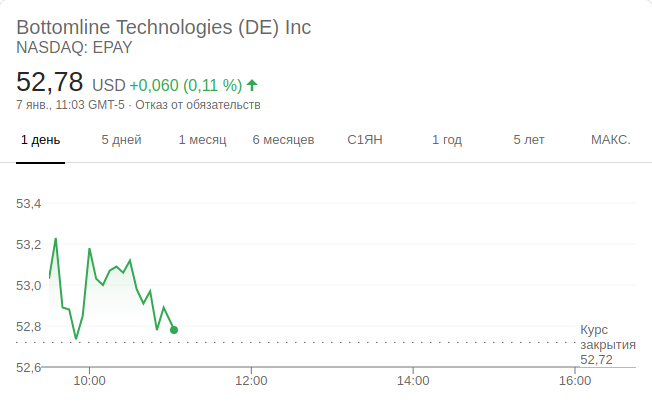 Bottomline Technologies (DE) Inc
NASDAQ: EPAY
52,78 USD +0,060 (0,11 %)
7 янв., 11:03 GMT-5 · Отказ от обязательств
1 день 5 дней 1 месяц 6 месяцев С1ЯН 1 год 5 лет МАКС.
53,4
53,2
53,0
52,8
Курс
закрытия
52,72
52,6
10:00 12:00 14:00 16:00